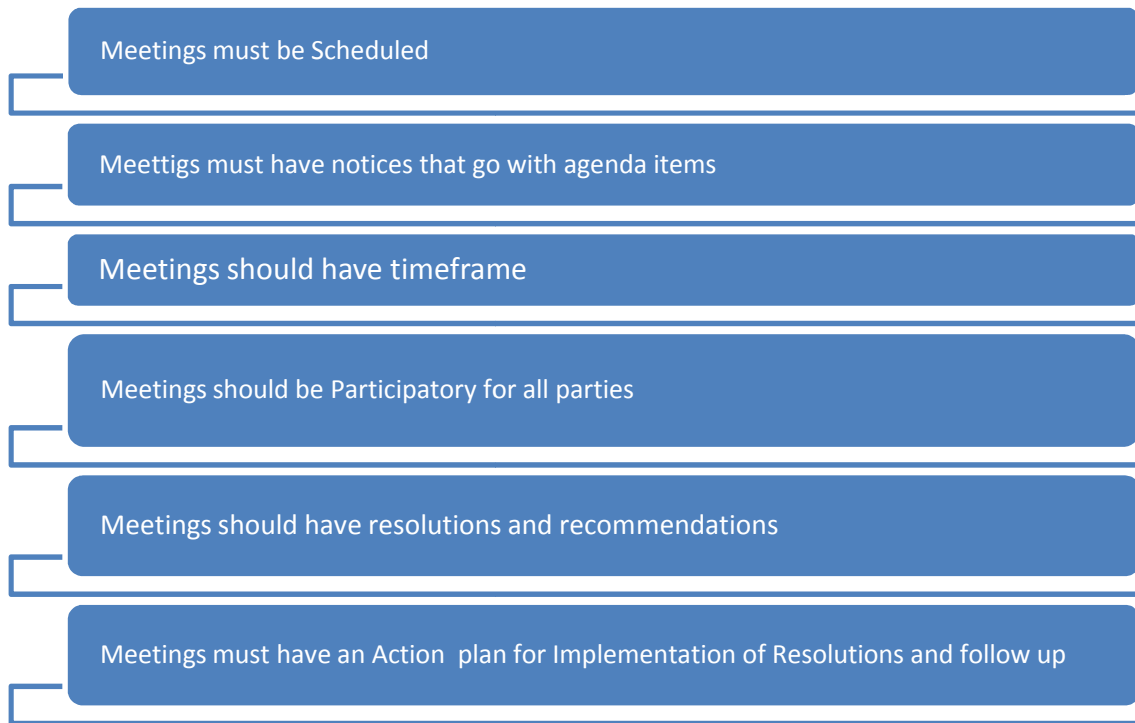 Meetings must be Scheduled
Meettigs must have notices that go with agenda items
Meetings should have timeframe
Meetings should be Participatory for all parties
Meetings should have resolutions and recommendations
Meetings must have an Action  plan for Implementation of Resolutions and follow up